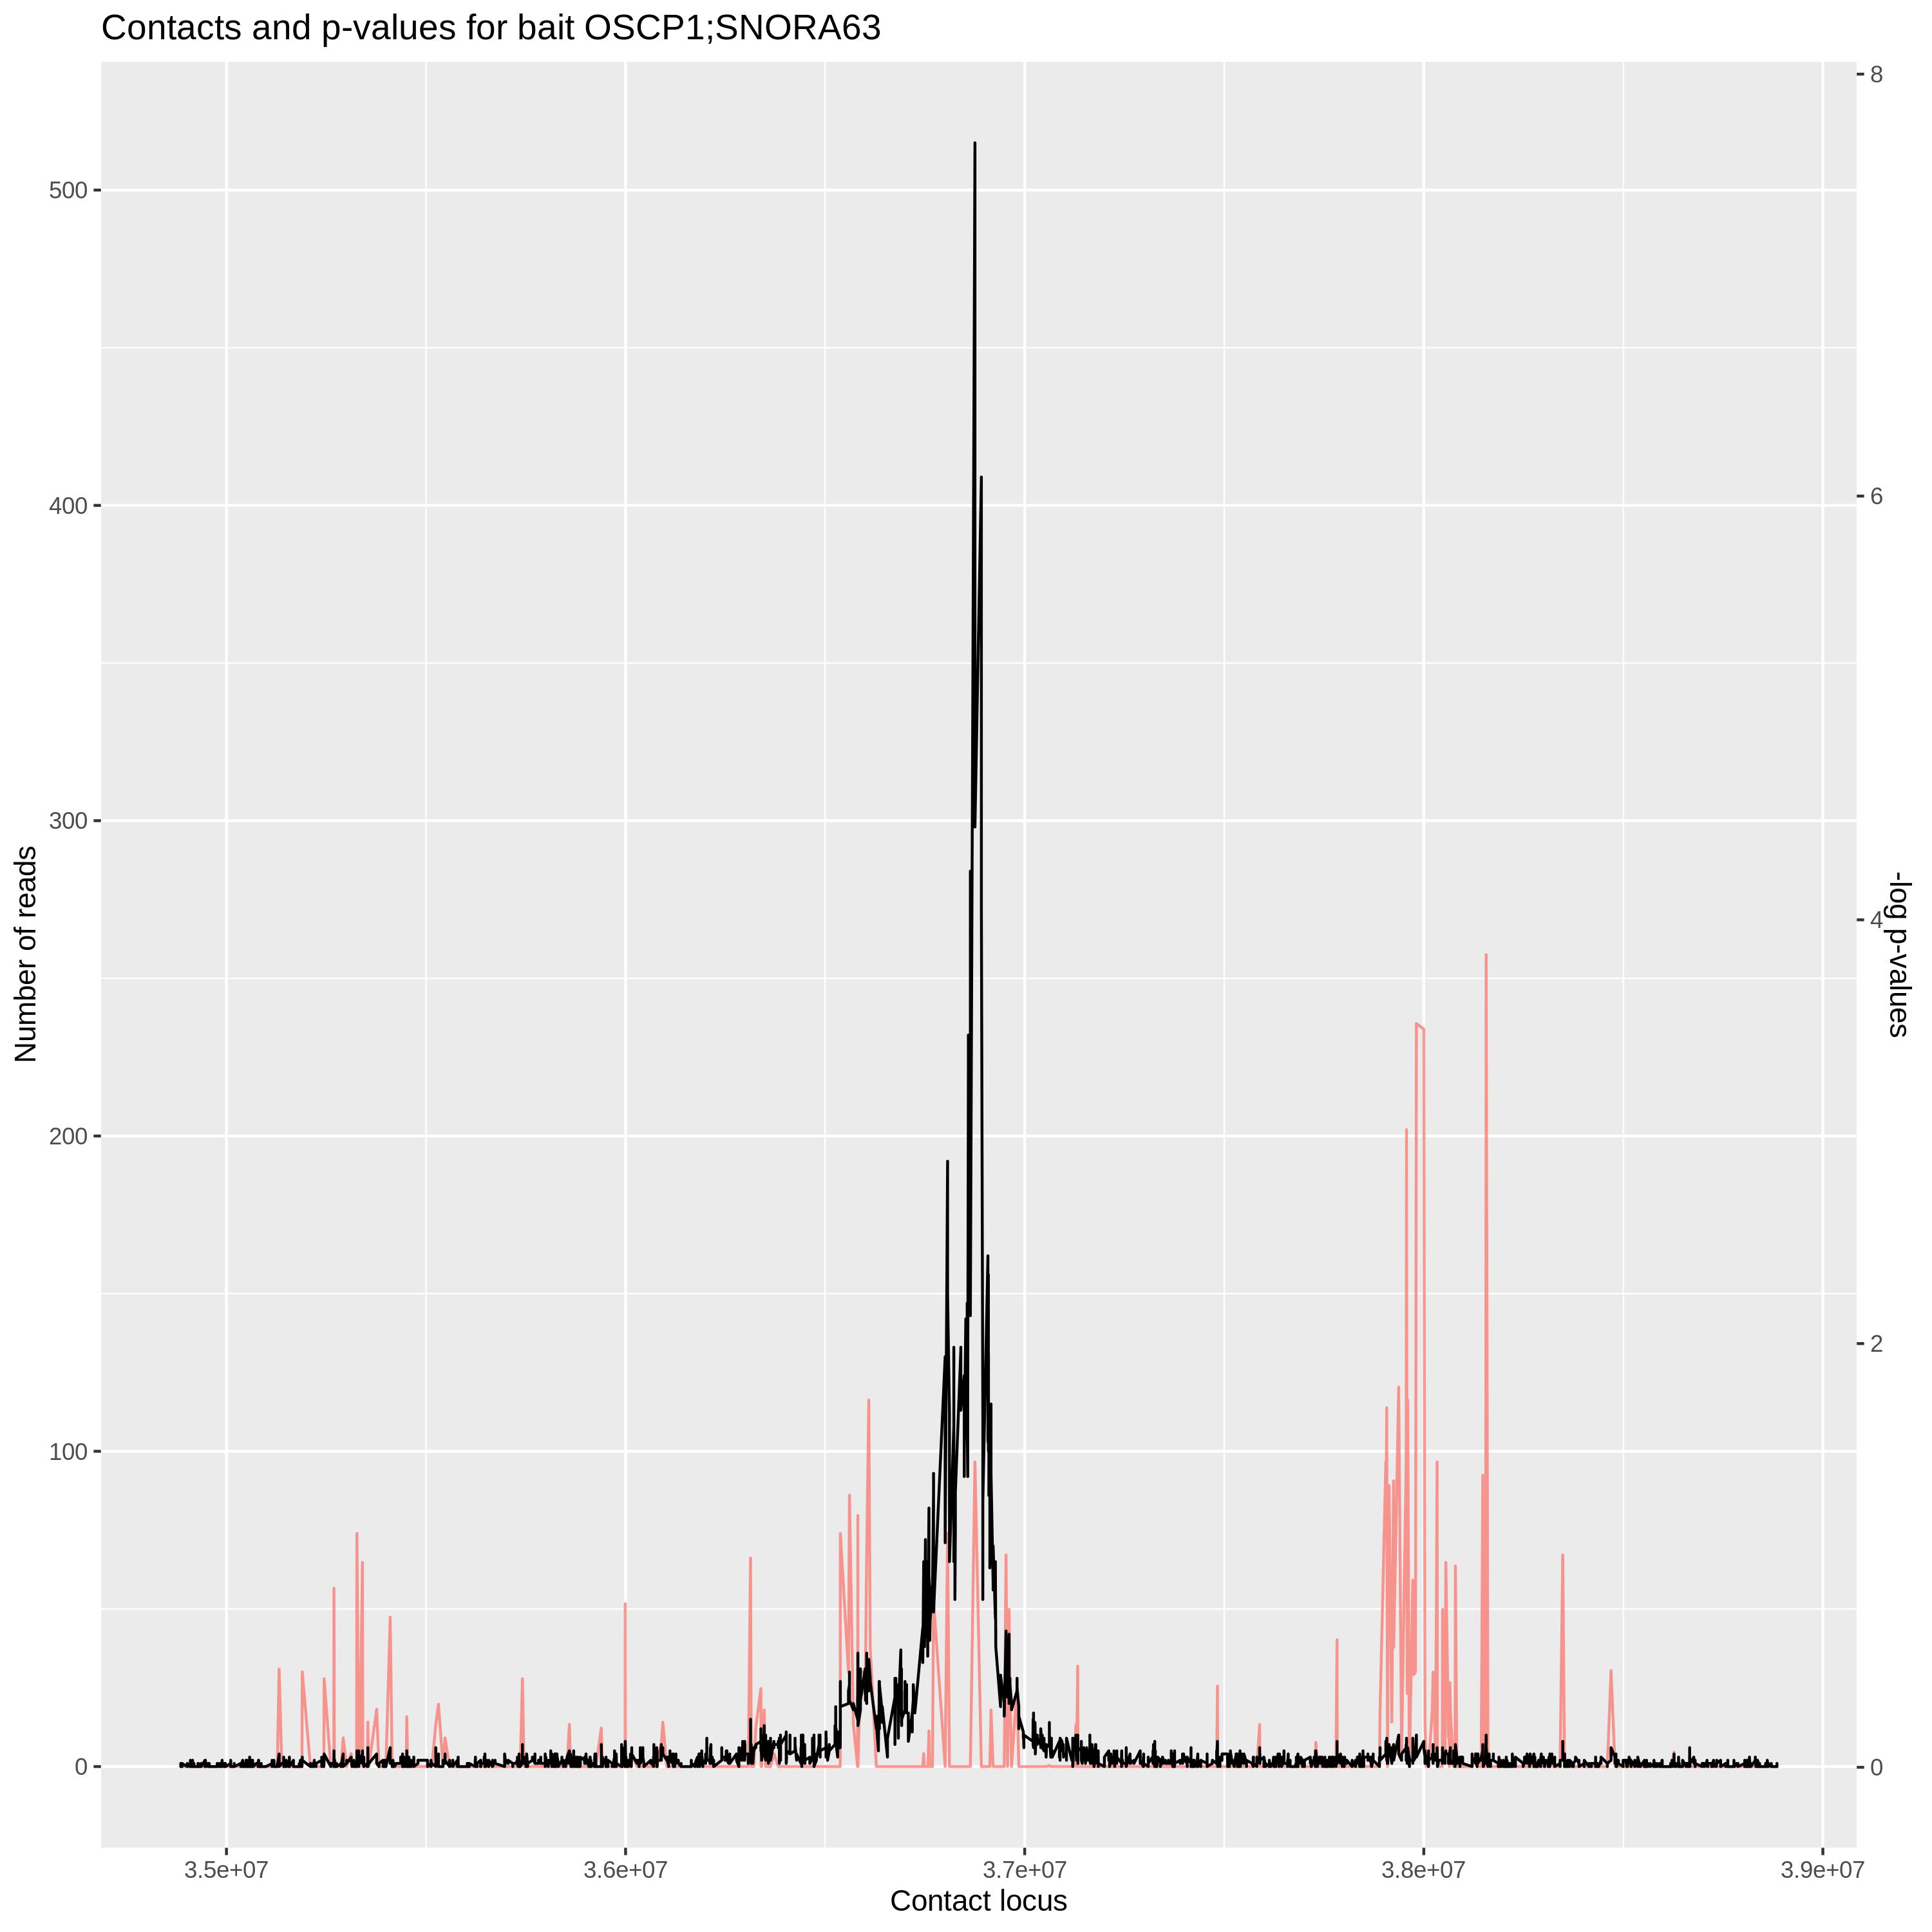 Contacts and p-values for bait OSCP1;SNORA63
8
500
6
400
300
Number of reads
4
-log p-values
200
2
100
0
0
3.5e+07
3.6e+07
3.7e+07
3.8e+07
3.9e+07
Contact locus